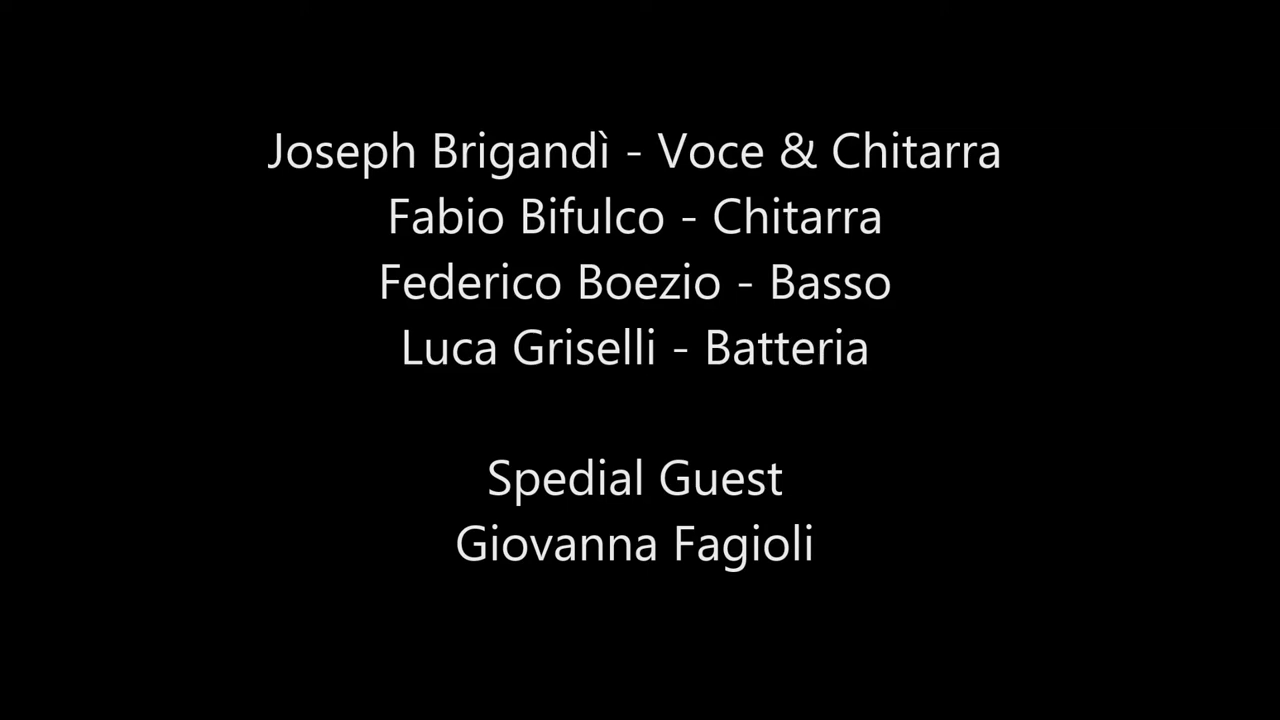 Joseph Brigandì - Voce & Chitarra
Fabio Bifulco - Chitarra
Federico Boezio - Basso
Luca Griselli - Batteria
Spedial Guest
Giovanna Fagioli